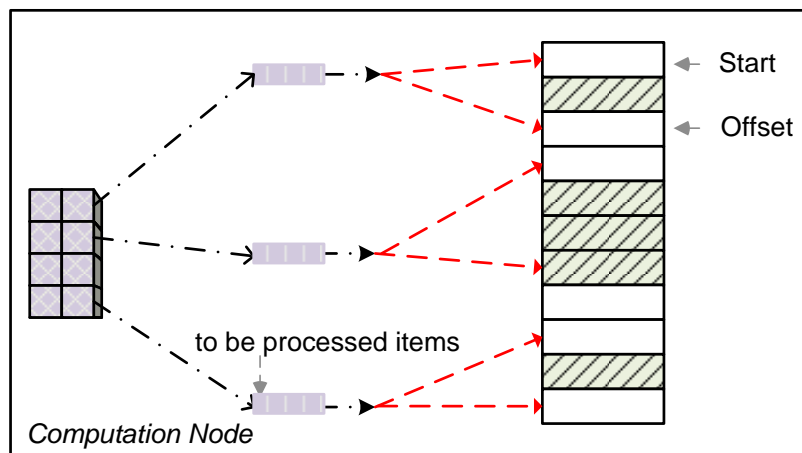 Start
Offset
to be processed items
Computation Node